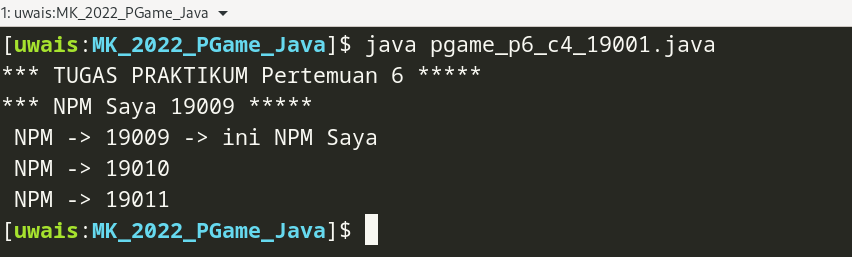 1: uwais:MK_2022_PGame_Java
[uwais:MK_2022_PGame_Java]$ java pgame_p6_c4_19001.java
*** TUGAS PRAKTIKUM Pertemuan 6 *****
*** NPM Saya 19009 *****
 NPM -> 19009 -> ini NPM Saya
 NPM -> 19010
 NPM -> 19011
[uwais:MK_2022_PGame_Java]$